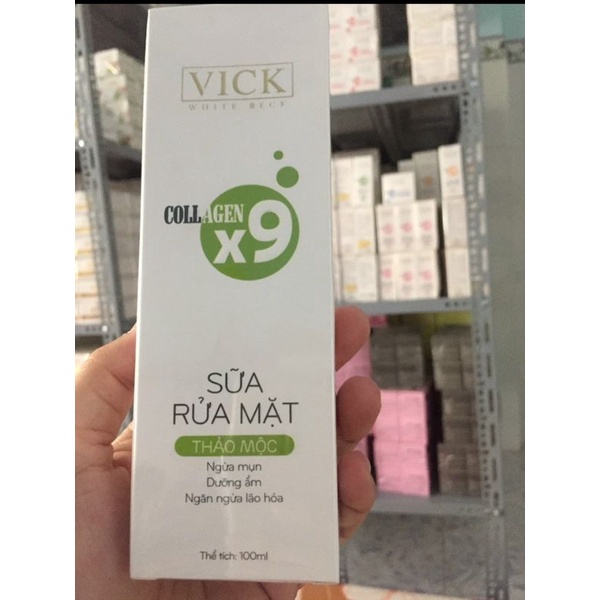 VICK
WHITE BECF
COLLAGEN
x9
SỮA
RỬA MẶT
THẢO MỘC
Ngừa mụn
Dưỡng ẩm
Ngăn ngừa lão hóa
Thể tích: 100ml